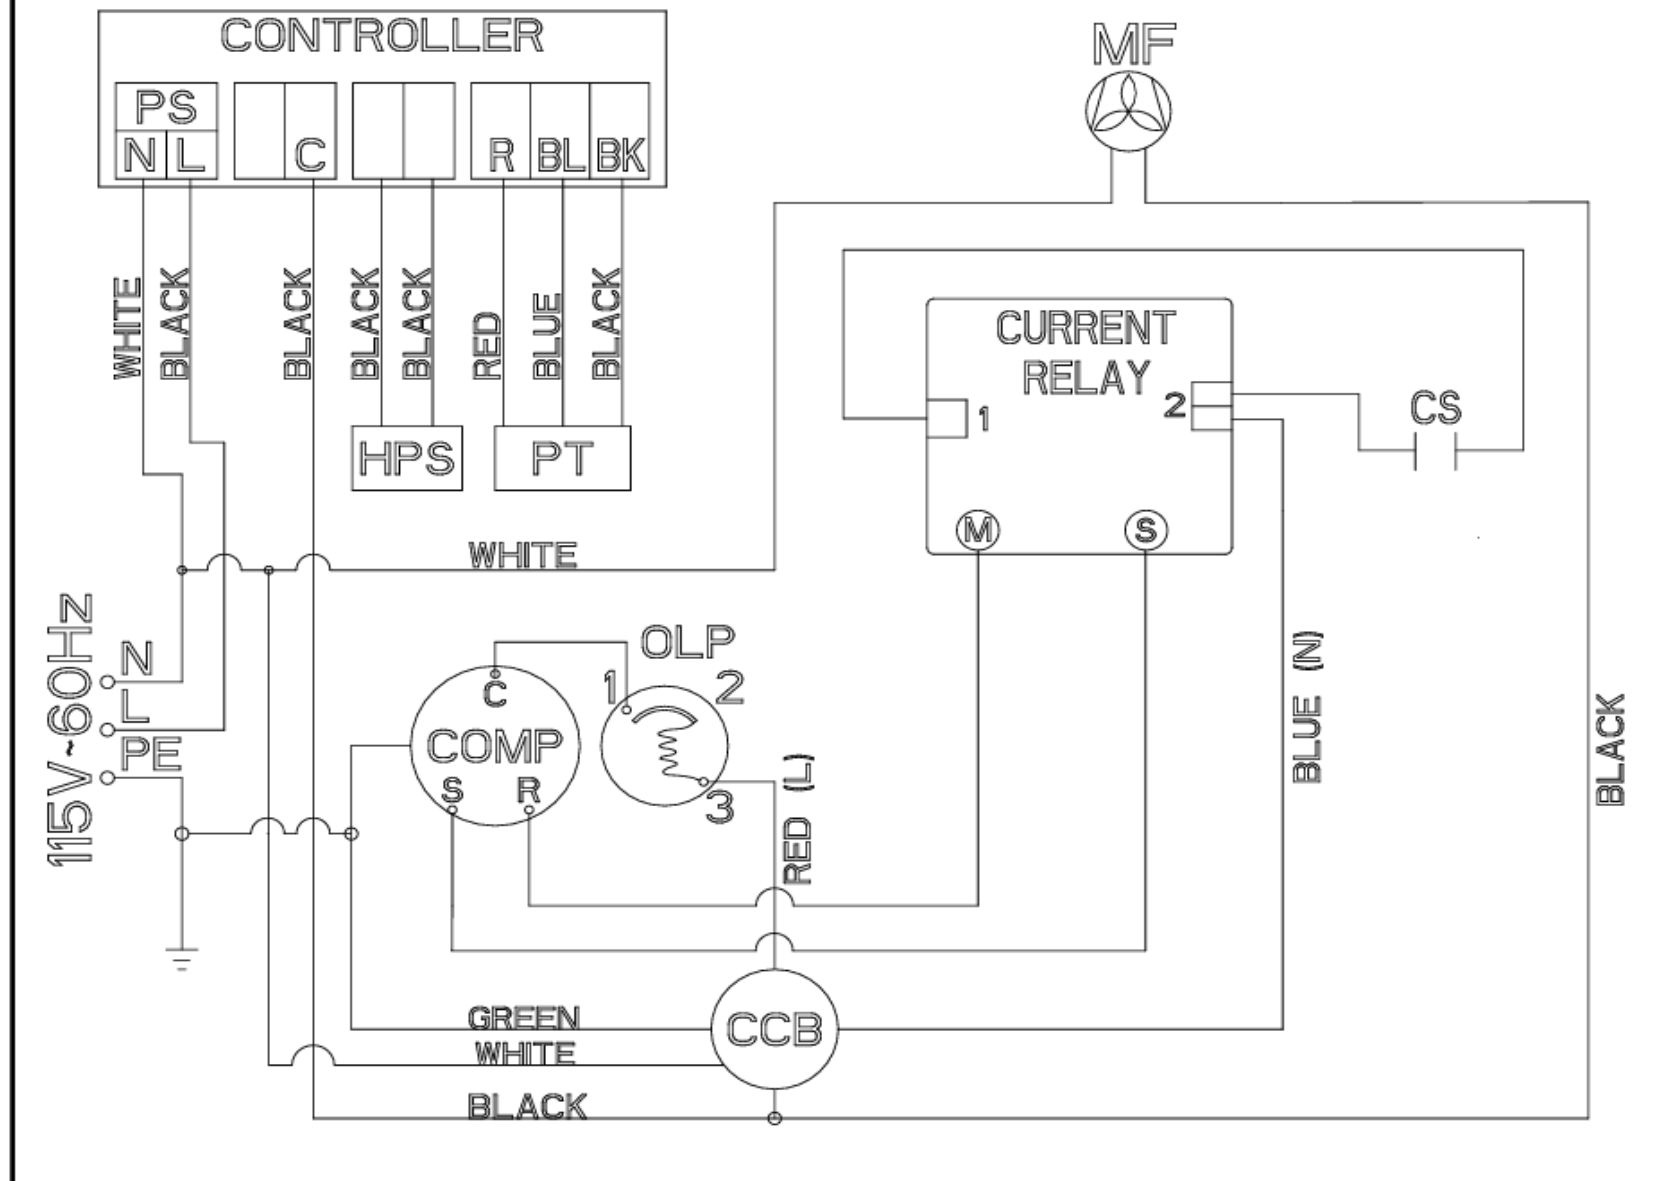 CONTROLLER
PS
N L
C
R BL BK
WHITE
BLACK
BLACK
BLACK
BLACK
RED
BLUE
BLACK
HPS
PT
MF
CURRENT
RELAY
1
2
M
S
CS
WHITE
115V~60Hz
N
L
PE
C
COMP
S
R
OLP
1
2
3
RED (L)
BLUE (N)
BLACK
GREEN
WHITE
BLACK
CCB